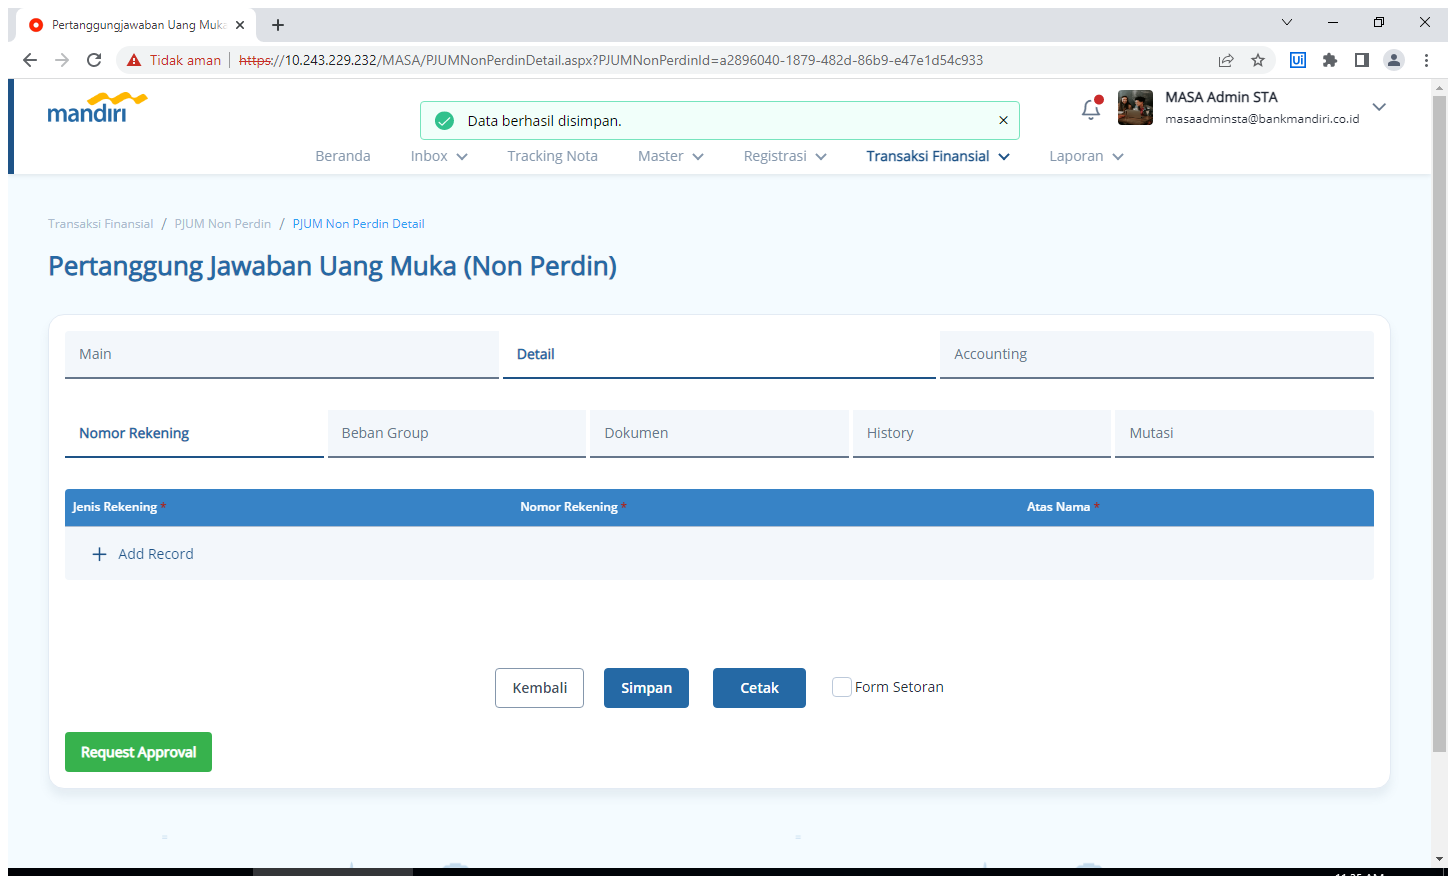 Pertanggungjawaban Uang Muka
Tidak aman https://10.243.229.232/MASA/PJUMNonPerdinDetail.aspx?PJUMNonPerdinId=a2896040-1879-482d-86b9-e47e1d54c933
Ui
mandiri
Data berhasil disimpan.
MASA Admin STA
masaadminsta@bankmandiri.co.id
Beranda Inbox Tracking Nota Master Registrasi Transaksi Finansial Laporan
Transaksi Finansial / PJUM Non Perdin / PJUM Non Perdin Detail
Pertanggung Jawaban Uang Muka (Non Perdin)
Main Detail Accounting
Nomor Rekening Beban Group Dokumen History Mutasi
Jenis Rekening * Nomor Rekening * Atas Nama *
+ Add Record
Kembali Simpan Cetak Form Setoran
Request Approval